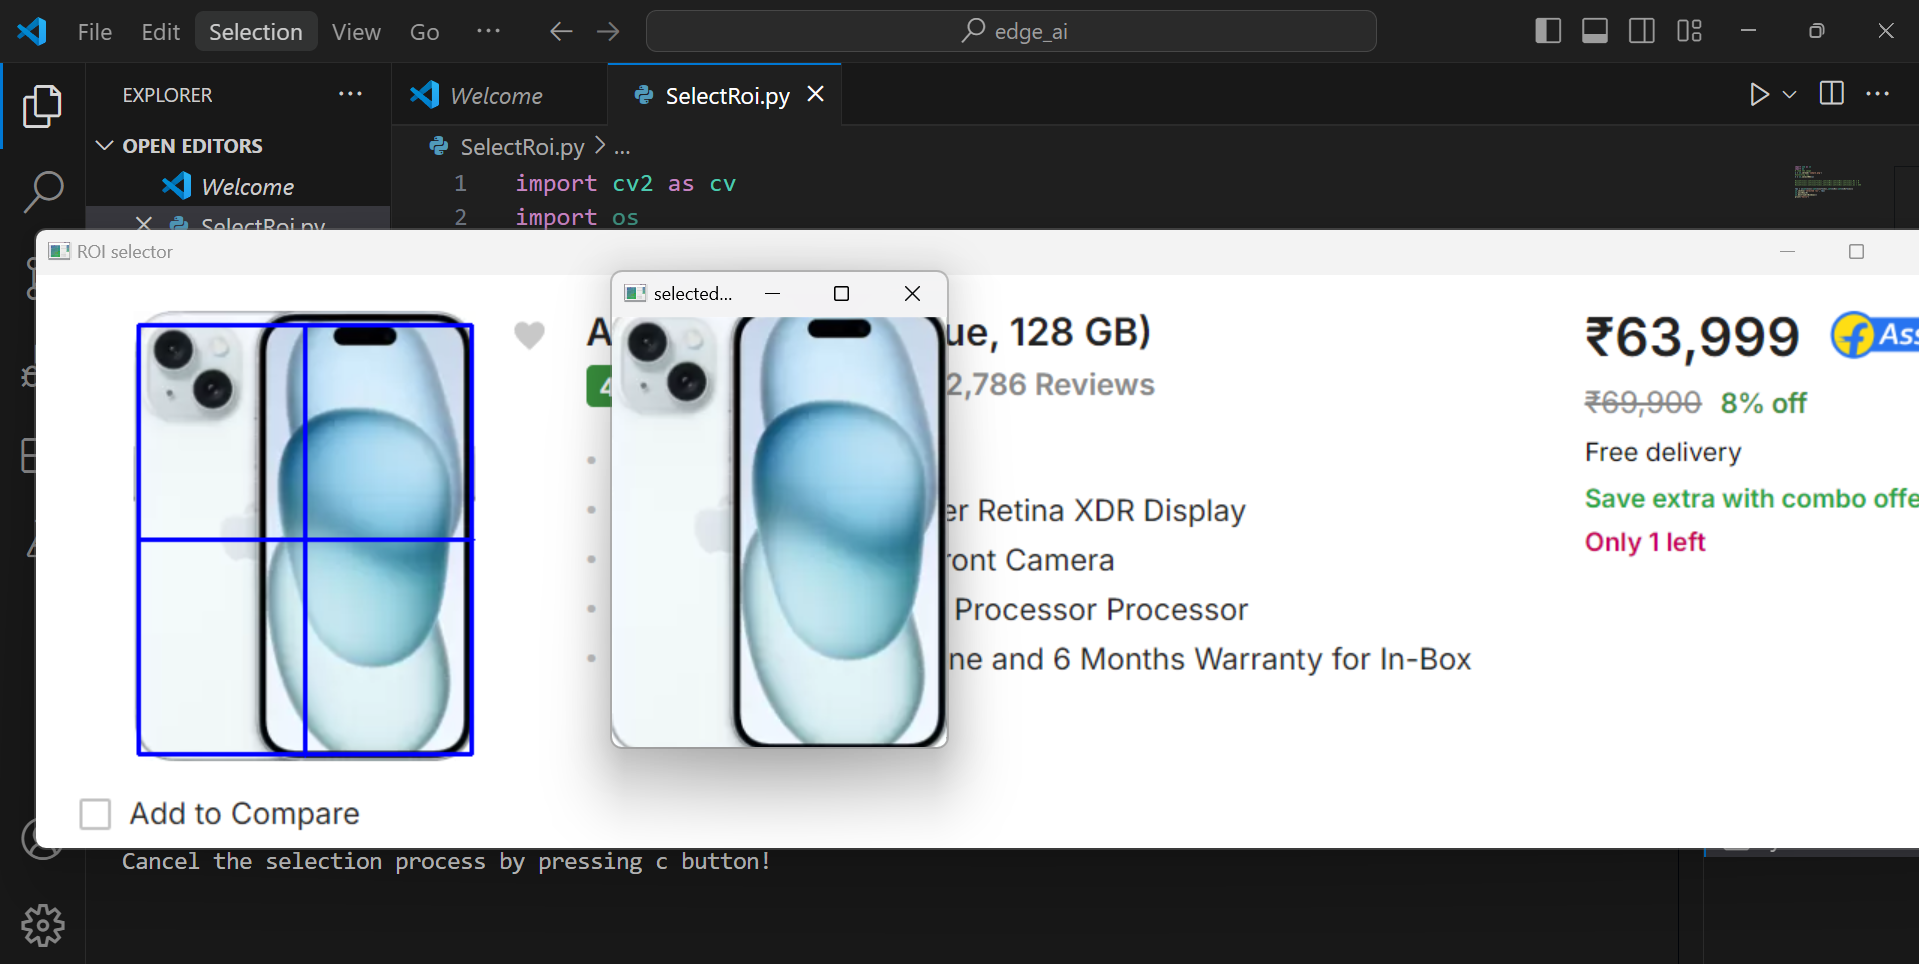 File Edit Selection View Go ... edge_ai
EXPLORER ...
Welcome
SelectRoi.py
OPEN EDITORS
SelectRoi.py > ...
Welcome
1 import cv2 as cv
SelectRoi.py
2 import os
ROI selector
selected...
ue, 128 GB)
₹63,999
2,786 Reviews
₹69,900 8% off
Free delivery
Save extra with combo offe
Retina XDR Display
Only 1 left
ront Camera
Processor Processor
ne and 6 Months Warranty for In-Box
Add to Compare
Cancel the selection process by pressing c button!